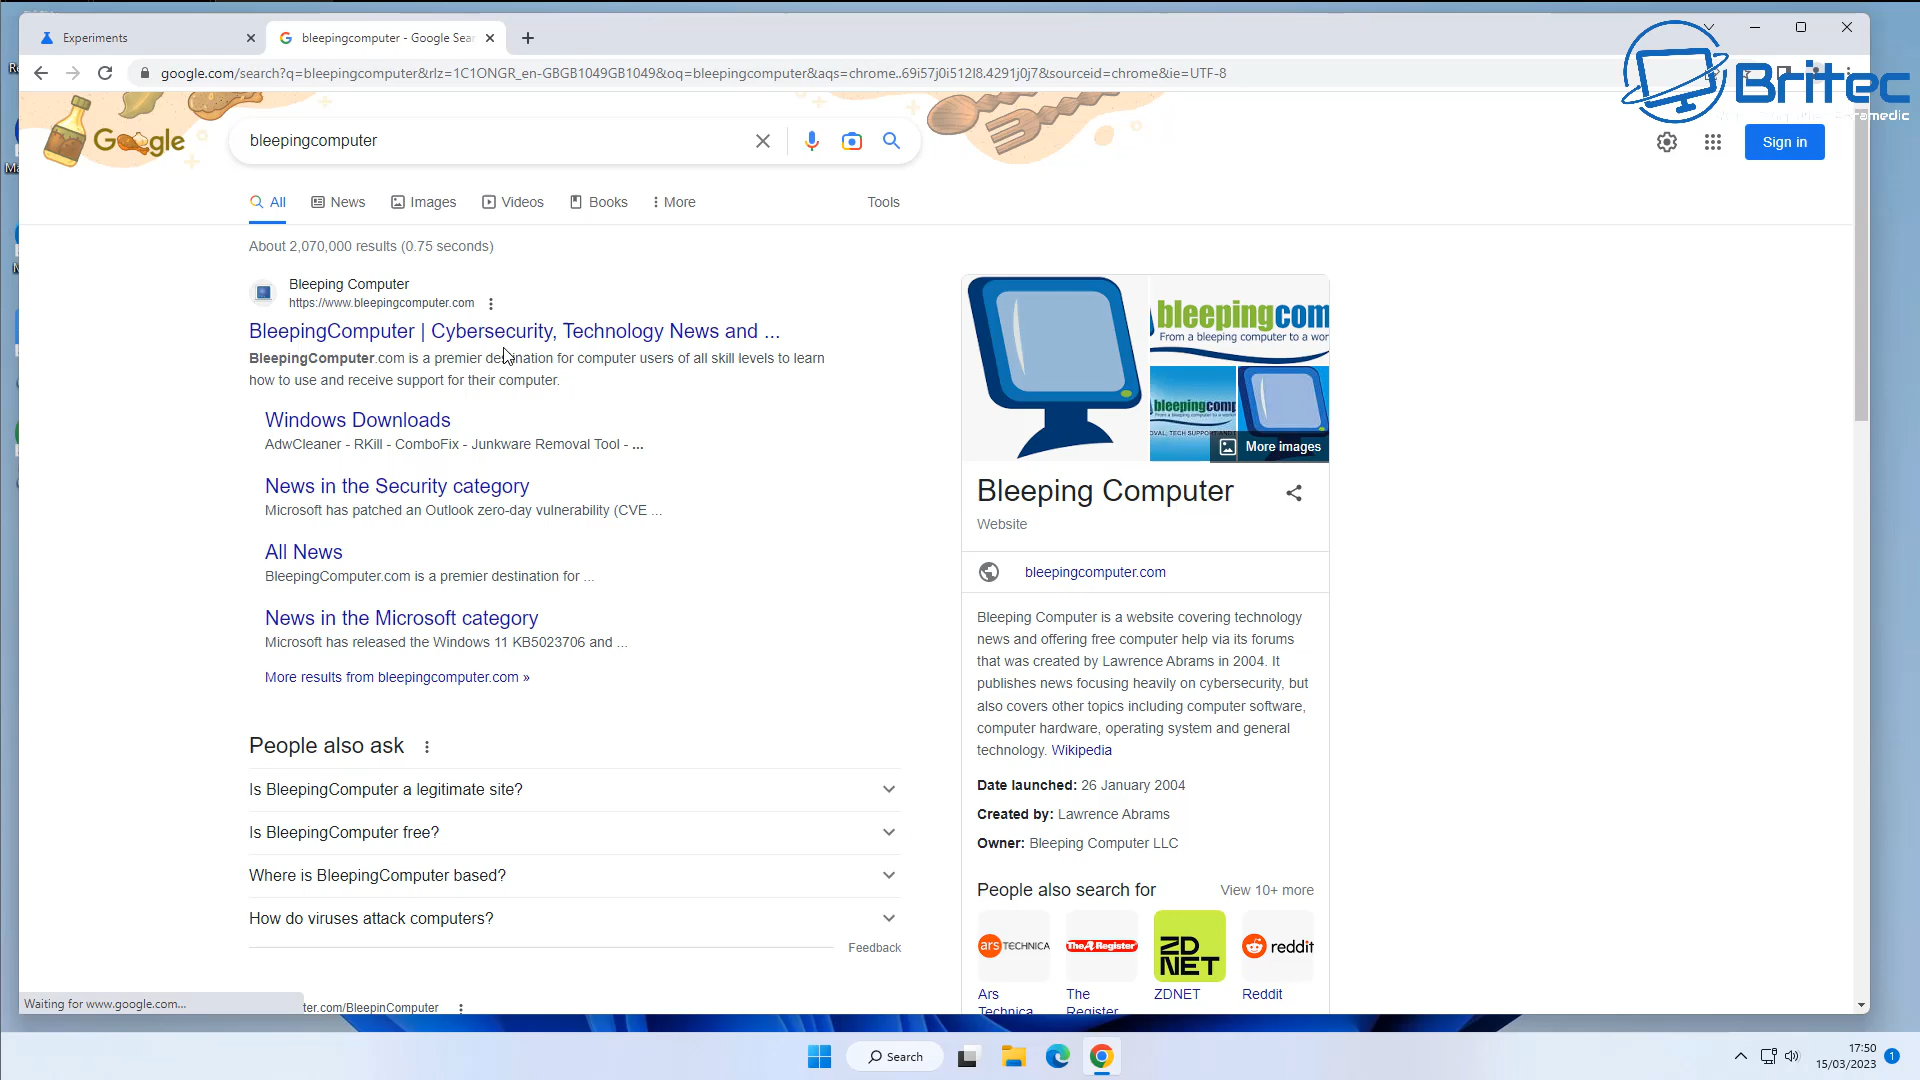 Experiments
bleepingcomputer - Google Sear
google.com/search?q=bleepingcomputer&rlz=1C1ONGR_en-GBGB1049GB1049&oq=bleepingcomputer&aqs=chrome..69i57j0i512l8.4291j0j7&sourceid=chrome&ie=UTF-8
Britec
Google
bleepingcomputer
Sign in
All
News
Images
Videos
Books
More
Tools
About 2,070,000 results (0.75 seconds)
Bleeping Computer
https://www.bleepingcomputer.com
BleepingComputer | Cybersecurity, Technology News and ...
BleepingComputer.com is a premier destination for computer users of all skill levels to learn
how to use and receive support for their computer.
Windows Downloads
AdwCleaner - RKill - ComboFix - Junkware Removal Tool - ...
News in the Security category
Microsoft has patched an Outlook zero-day vulnerability (CVE ...
All News
BleepingComputer.com is a premier destination for ...
News in the Microsoft category
Microsoft has released the Windows 11 KB5023706 and ...
More results from bleepingcomputer.com »
People also ask
Is BleepingComputer a legitimate site?
Is BleepingComputer free?
Where is BleepingComputer based?
How do viruses attack computers?
Feedback
ter.com/BleepinComputer
Waiting for www.google.com...
bleepingcom
From a bleeping computer to a wor
bleepingcomp
More images
Bleeping Computer
Website
bleepingcomputer.com
Bleeping Computer is a website covering technology
news and offering free computer help via its forums
that was created by Lawrence Abrams in 2004. It
publishes news focusing heavily on cybersecurity, but
also covers other topics including computer software,
computer hardware, operating system and general
technology. Wikipedia
Date launched: 26 January 2004
Created by: Lawrence Abrams
Owner: Bleeping Computer LLC
People also search for
View 10+ more
ars TECHNICA
The Register
ZD NET
reddit
Ars
Technica
The
Register
ZDNET
Reddit
Search
17:50
15/03/2023
1